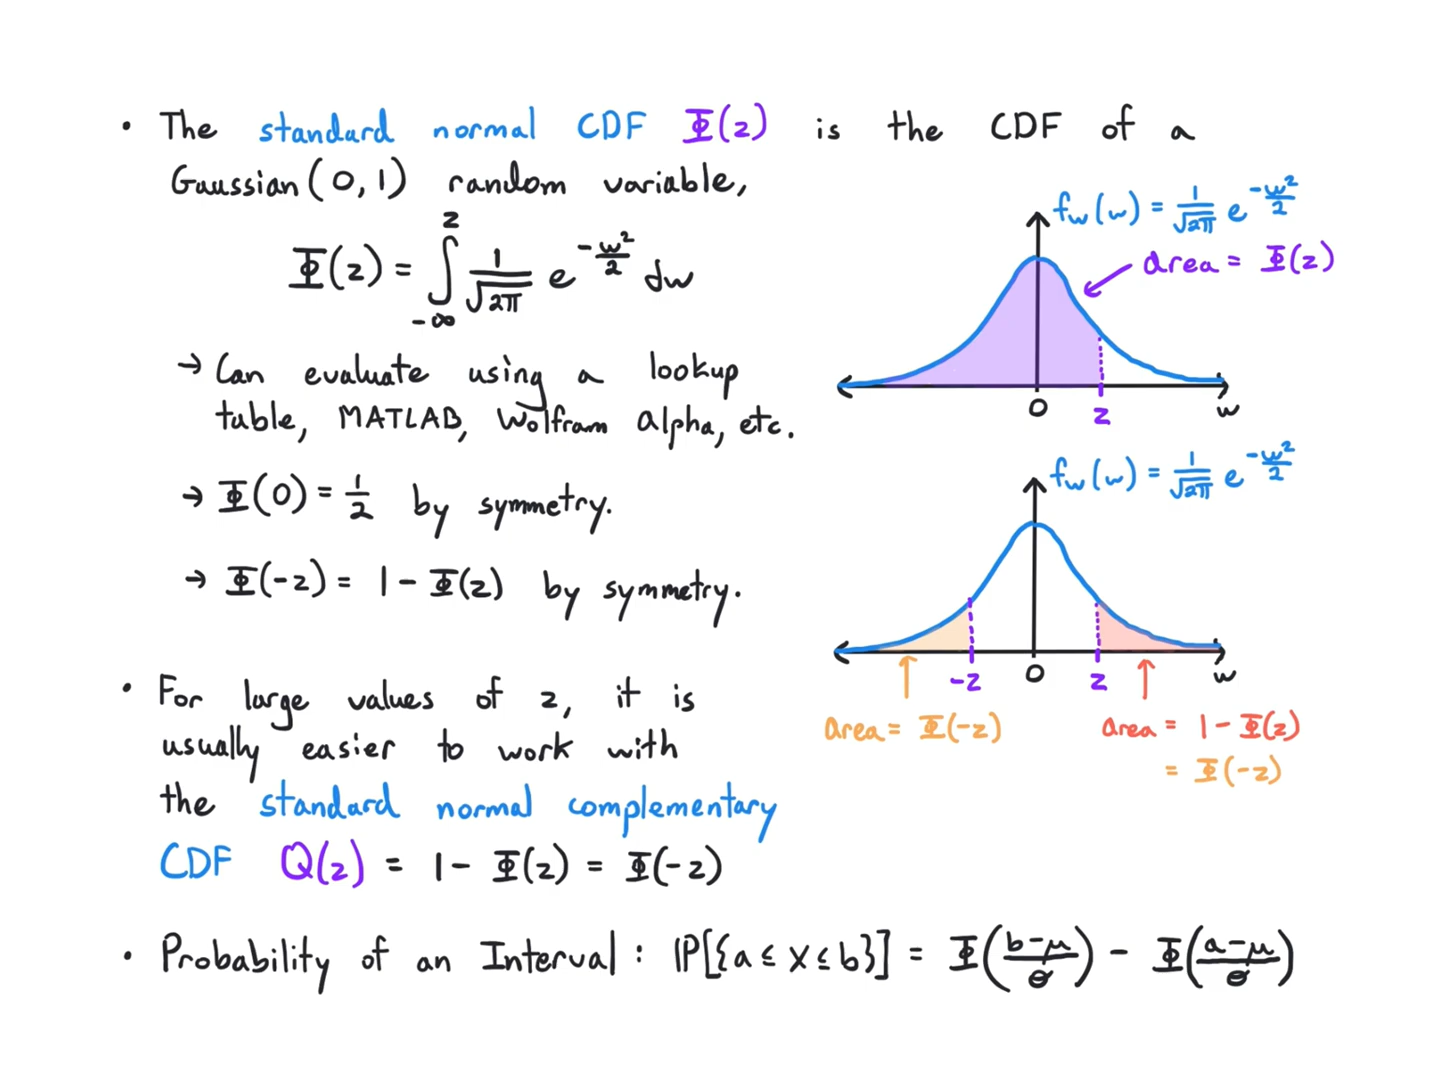 • The standard normal CDF Φ(z) is the CDF of a
Gaussian(0,1) random variable,
Φ(z) = ∫_{-∞}^{z} 1/√(2π) e^{-w²/2} dw
→ Can evaluate using a lookup
table, MATLAB, Wolfram alpha, etc.
→ Φ(0) = 1/2 by symmetry.
→ Φ(-z) = 1 - Φ(z) by symmetry.
• For large values of z, it is
usually easier to work with
the standard normal complementary
CDF Q(z) = 1 - Φ(z) = Φ(-z)
• Probability of an Interval: P[{a ≤ X ≤ b}] = Φ((b-μ)/σ) - Φ((a-μ)/σ)
f_W(w) = 1/√(2π) e^{-w²/2}
area = Φ(z)
0 z w
f_W(w) = 1/√(2π) e^{-w²/2}
-z 0 z w
area = Φ(-z)
area = 1 - Φ(z)
= Φ(-z)